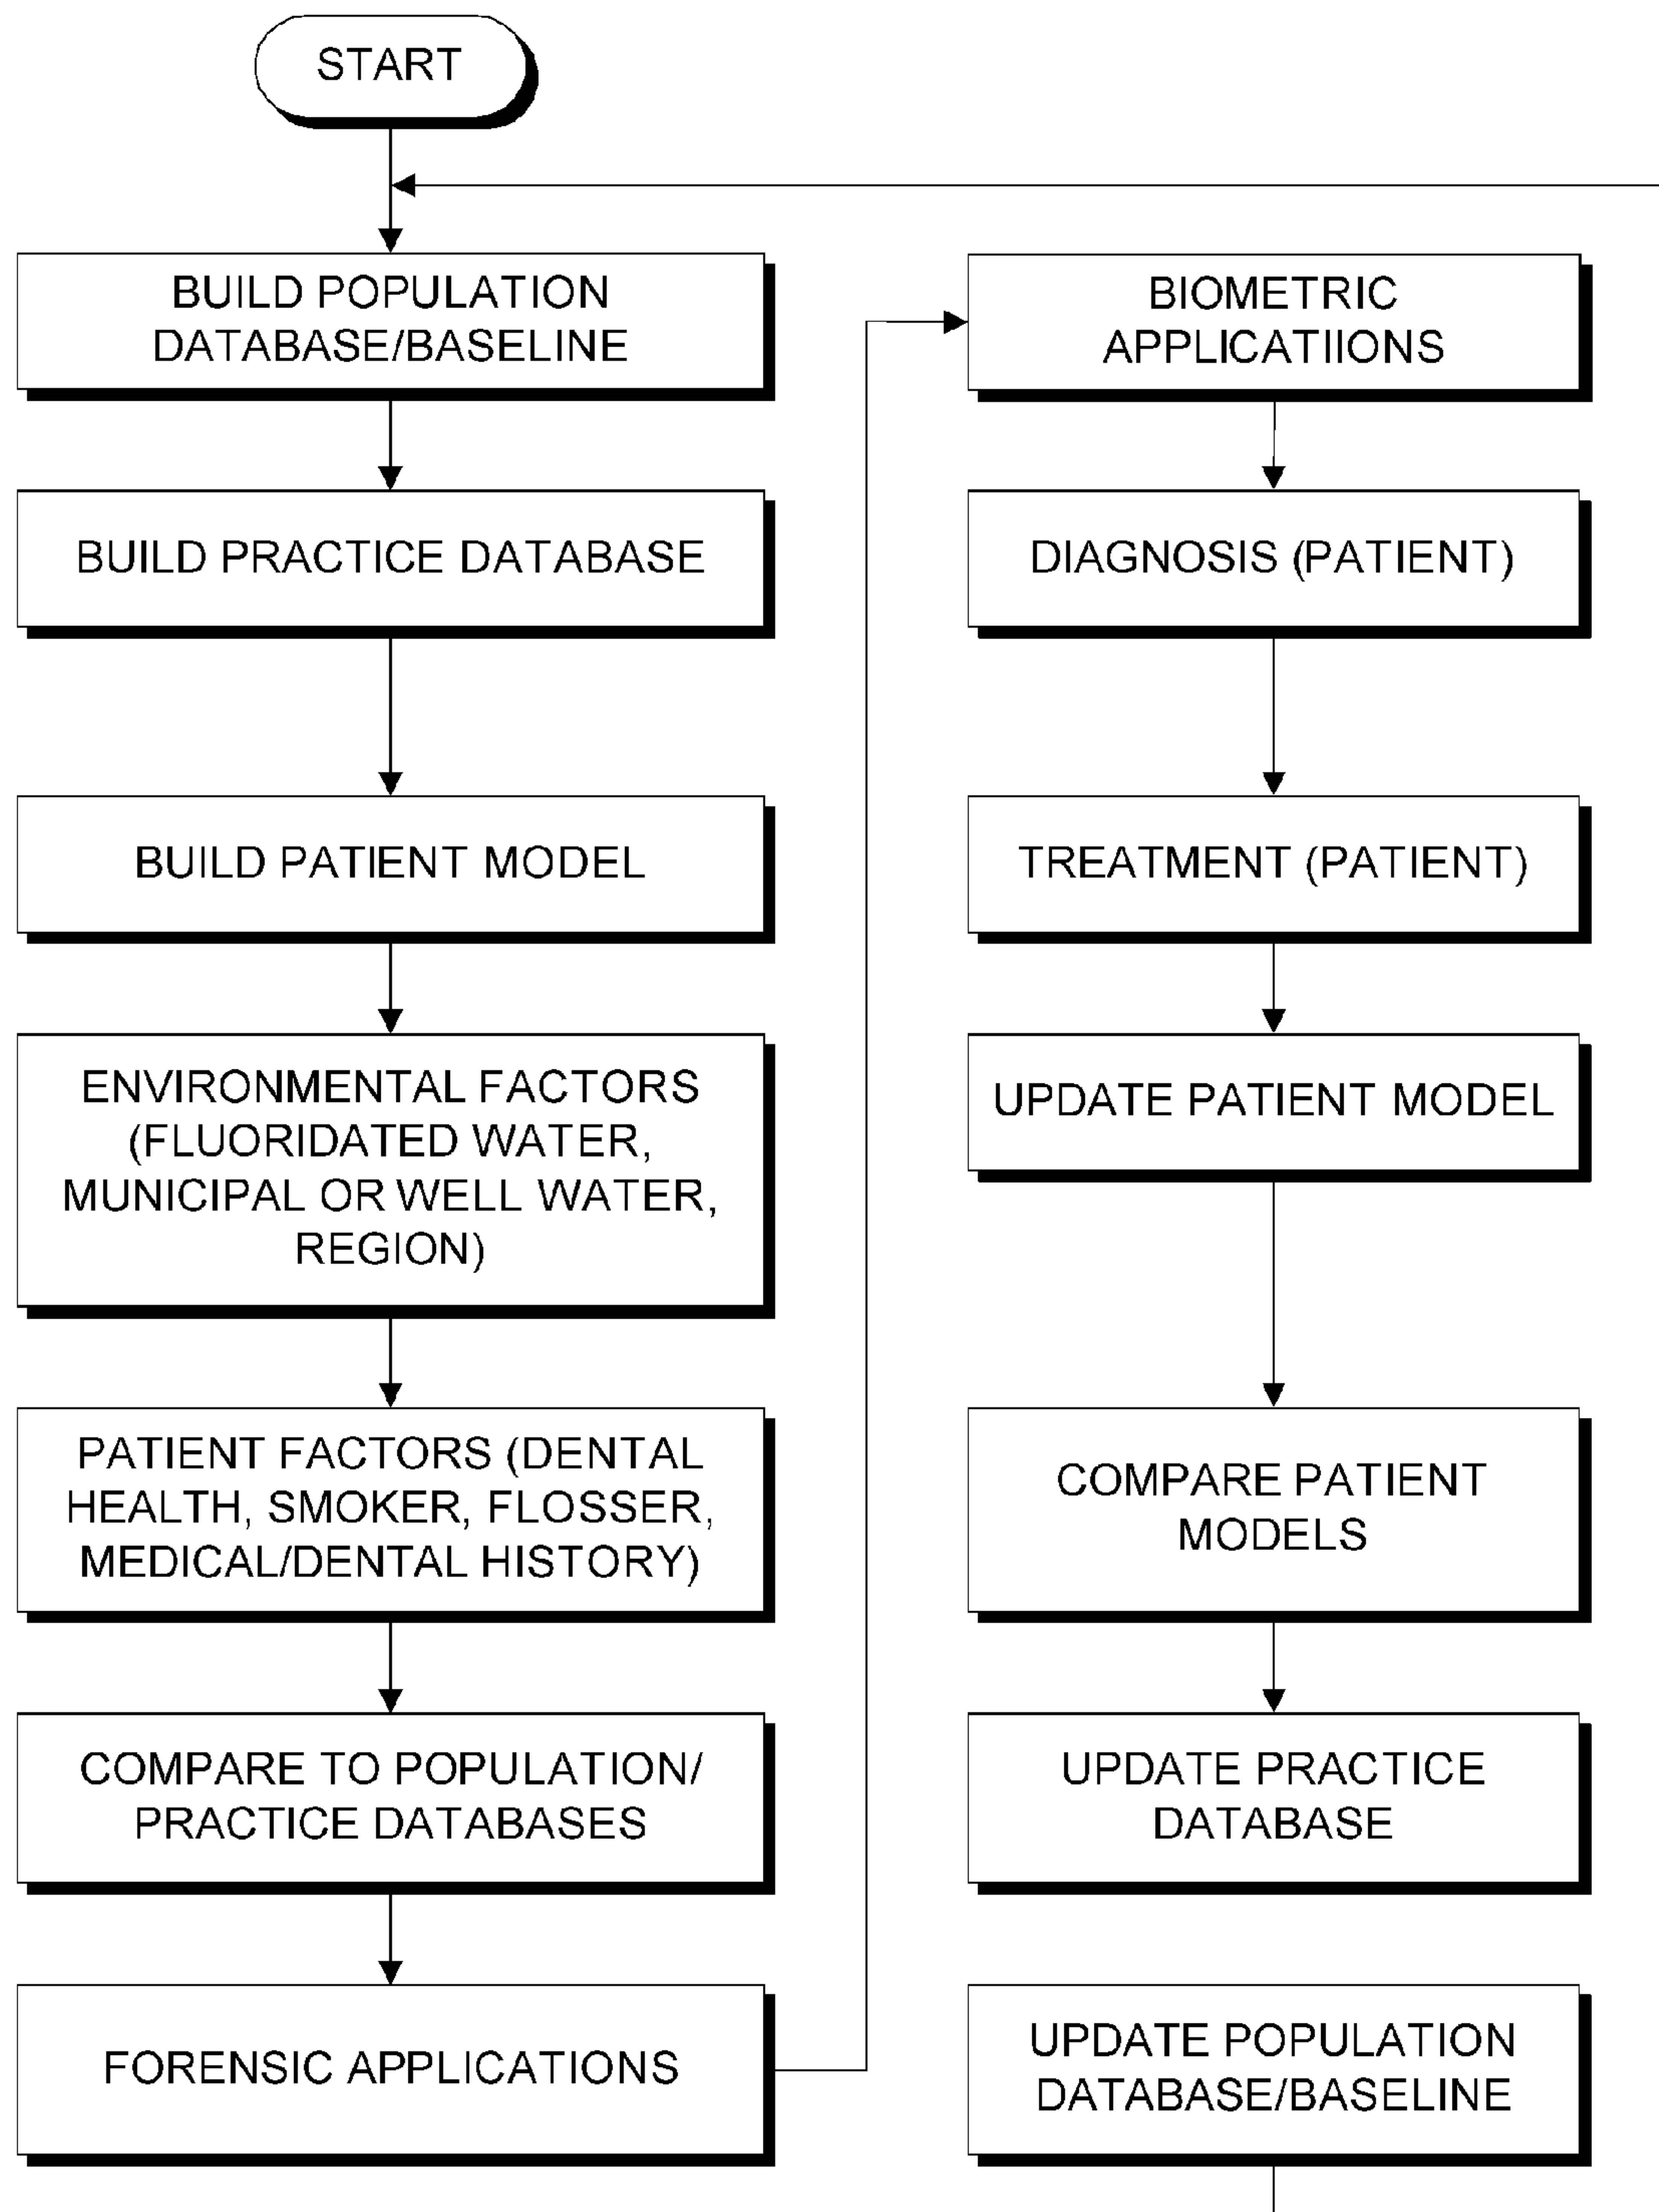 START
BUILD POPULATION
DATABASE/BASELINE
BUILD PRACTICE DATABASE
BUILD PATIENT MODEL
ENVIRONMENTAL FACTORS
(FLUORIDATED WATER,
MUNICIPAL OR WELL WATER,
REGION)
PATIENT FACTORS (DENTAL
HEALTH, SMOKER, FLOSSER,
MEDICAL/DENTAL HISTORY)
COMPARE TO POPULATION/
PRACTICE DATABASES
FORENSIC APPLICATIONS
BIOMETRIC
APPLICATIIONS
DIAGNOSIS (PATIENT)
TREATMENT (PATIENT)
UPDATE PATIENT MODEL
COMPARE PATIENT
MODELS
UPDATE PRACTICE
DATABASE
UPDATE POPULATION
DATABASE/BASELINE